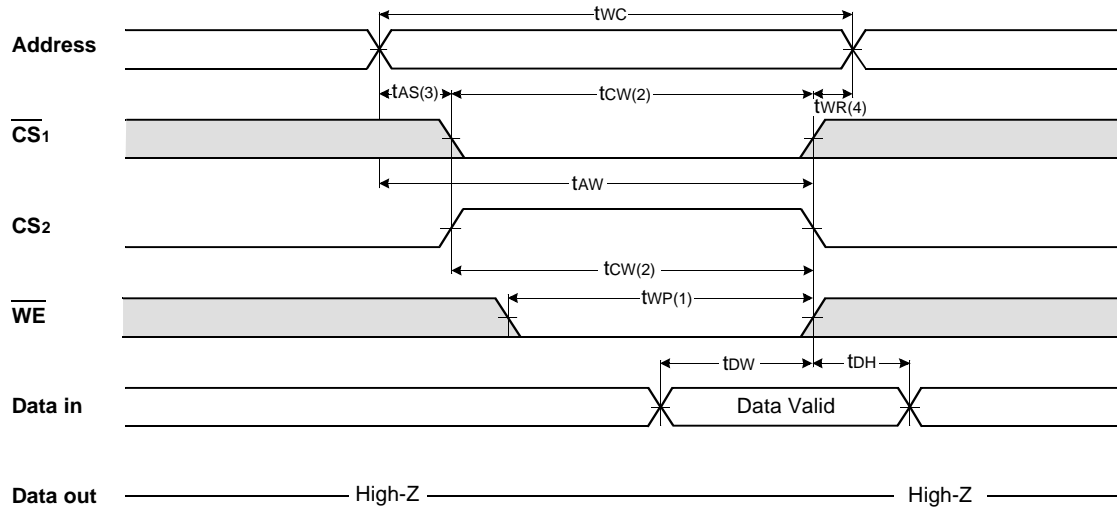 tWC
Address
tAS(3)
tCW(2)
tWR(4)
CS1
tAW
CS2
tCW(2)
tWP(1)
WE
tDW
tDH
Data in
Data Valid
Data out
High-Z
High-Z